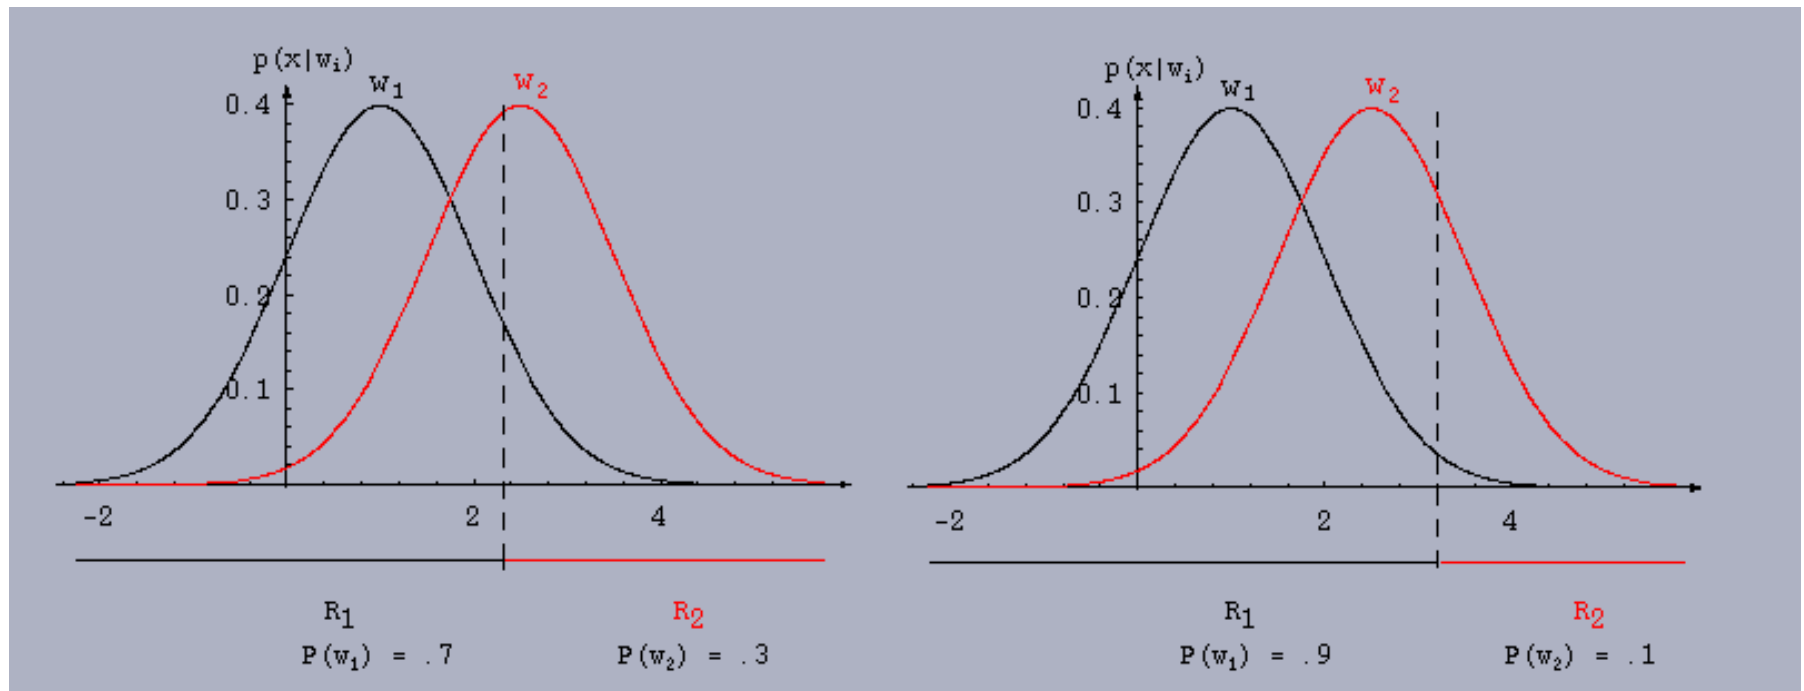 p(x|wᵢ)
w₁
w₂
0.4
0.3
0.2
0.1
-2
2
4
R₁
R₂
P(w₁) = .7
P(w₂) = .3
p(x|wᵢ)
w₁
w₂
0.4
0.3
0.2
0.1
-2
2
4
R₁
R₂
P(w₁) = .9
P(w₂) = .1